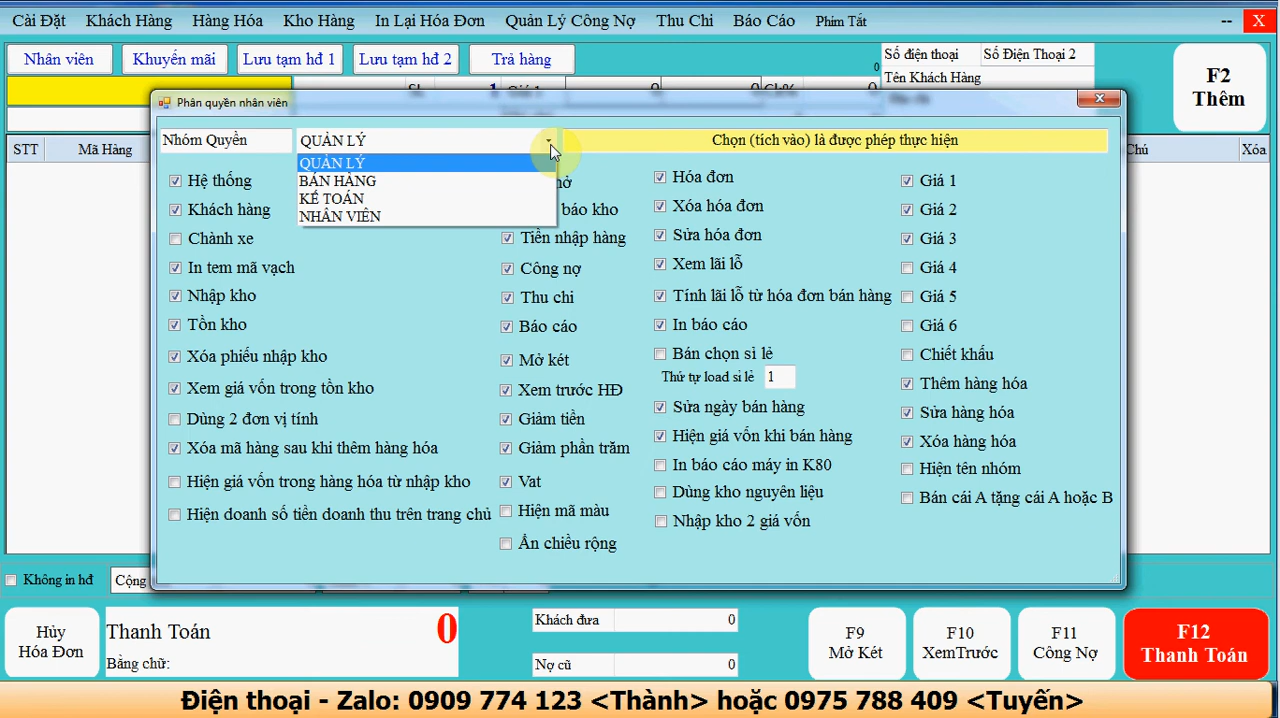 Cài Đặt Khách Hàng Hàng Hóa Kho Hàng In Lại Hóa Đơn Quản Lý Công Nợ Thu Chi Báo Cáo Phím Tắt -- X
Nhân viên Khuyến mãi Lưu tạm hđ 1 Lưu tạm hđ 2 Trả hàng
0 Số điện thoại Số Điện Thoại 2
Tên Khách Hàng
F2
Thêm
SL 1 Giá 1 0 0 Ck% 0
Phân quyền nhân viên
Nhóm Quyền QUẢN LÝ Chọn (tích vào) là được phép thực hiện
QUẢN LÝ
BÁN HÀNG
KẾ TOÁN
NHÂN VIÊN
STT Mã Hàng Chú Xóa
Hệ thống
Khách hàng
Chành xe
In tem mã vạch
Nhập kho
Tồn kho
Xóa phiếu nhập kho
Xem giá vốn trong tồn kho
Dùng 2 đơn vị tính
Xóa mã hàng sau khi thêm hàng hóa
Hiện giá vốn trong hàng hóa từ nhập kho
Hiện doanh số tiền doanh thu trên trang chủ
báo kho
Tiền nhập hàng
Công nợ
Thu chi
Báo cáo
Mở két
Xem trước HĐ
Giảm tiền
Giảm phần trăm
Vat
Hiện mã màu
Ẩn chiều rộng
Hóa đơn
Xóa hóa đơn
Sửa hóa đơn
Xem lãi lỗ
Tính lãi lỗ từ hóa đơn bán hàng
In báo cáo
Bán chọn sỉ lẻ
Thứ tự load sỉ lẻ 1
Sửa ngày bán hàng
Hiện giá vốn khi bán hàng
In báo cáo máy in K80
Dùng kho nguyên liệu
Nhập kho 2 giá vốn
Giá 1
Giá 2
Giá 3
Giá 4
Giá 5
Giá 6
Chiết khấu
Thêm hàng hóa
Sửa hàng hóa
Xóa hàng hóa
Hiện tên nhóm
Bán cái A tặng cái A hoặc B
Không in hđ Cộng
Hủy
Hóa Đơn
Thanh Toán 0
Bằng chữ:
Khách đưa 0
Nợ cũ 0
F9
Mở Két
F10
XemTrước
F11
Công Nợ
F12
Thanh Toán
Điện thoại - Zalo: 0909 774 123 <Thành> hoặc 0975 788 409 <Tuyến>